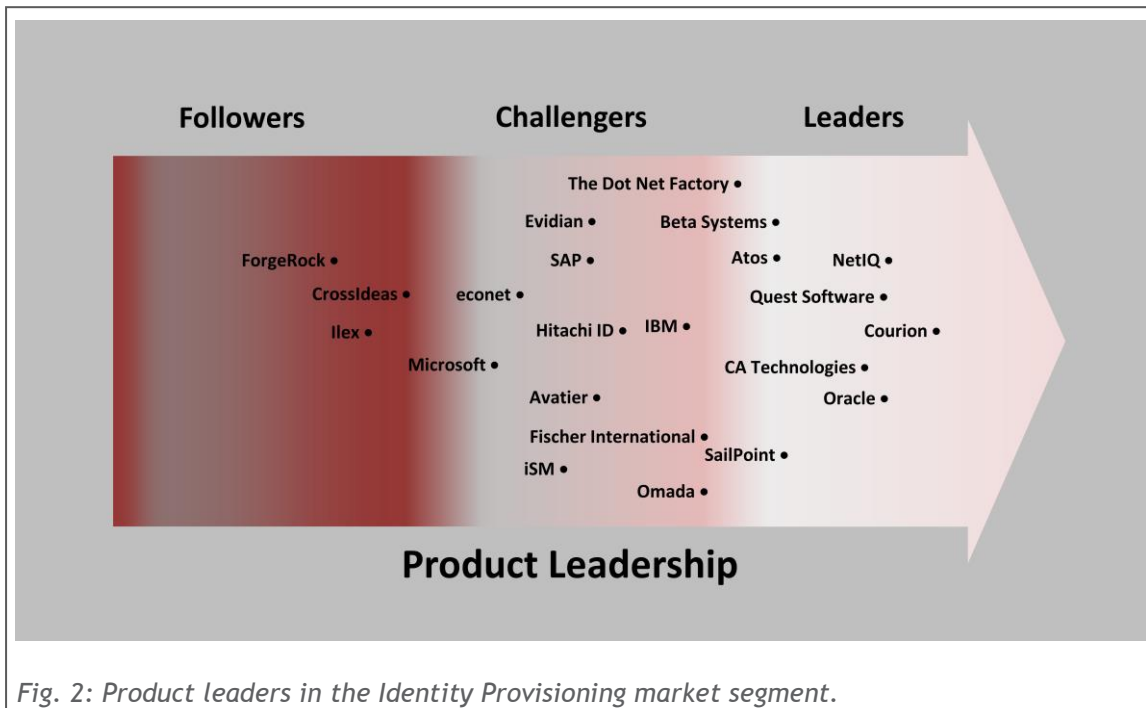 Followers
Challengers
Leaders
The Dot Net Factory
Evidian
Beta Systems
ForgeRock
SAP
Atos
NetIQ
CrossIdeas
econet
Quest Software
Ilex
Hitachi ID
IBM
Courion
Microsoft
CA Technologies
Avatier
Oracle
Fischer International
SailPoint
iSM
Omada
Product Leadership
Fig. 2: Product leaders in the Identity Provisioning market segment.